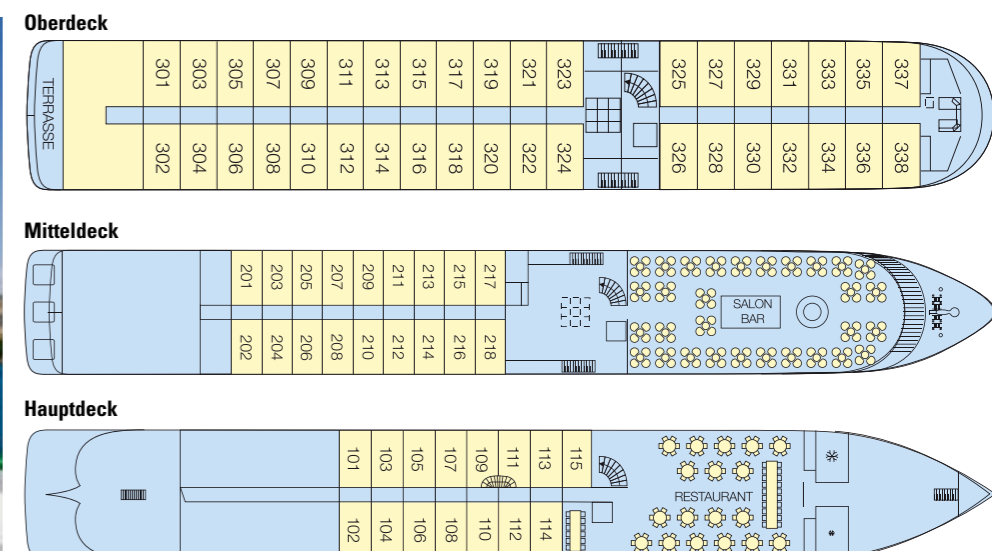 Oberdeck
TERRASSE
301 303 305 307 309 311 313 315 317 319 321 323 325 327 329 331 333 335 337
302 304 306 308 310 312 314 316 318 320 322 324 326 328 330 332 334 336 338
Mitteldeck
201 203 205 207 209 211 213 215 217
SALON
BAR
202 204 206 208 210 212 214 216 218
Hauptdeck
101 103 105 107 109 111 113 115
RESTAURANT
102 104 106 108 110 112 114